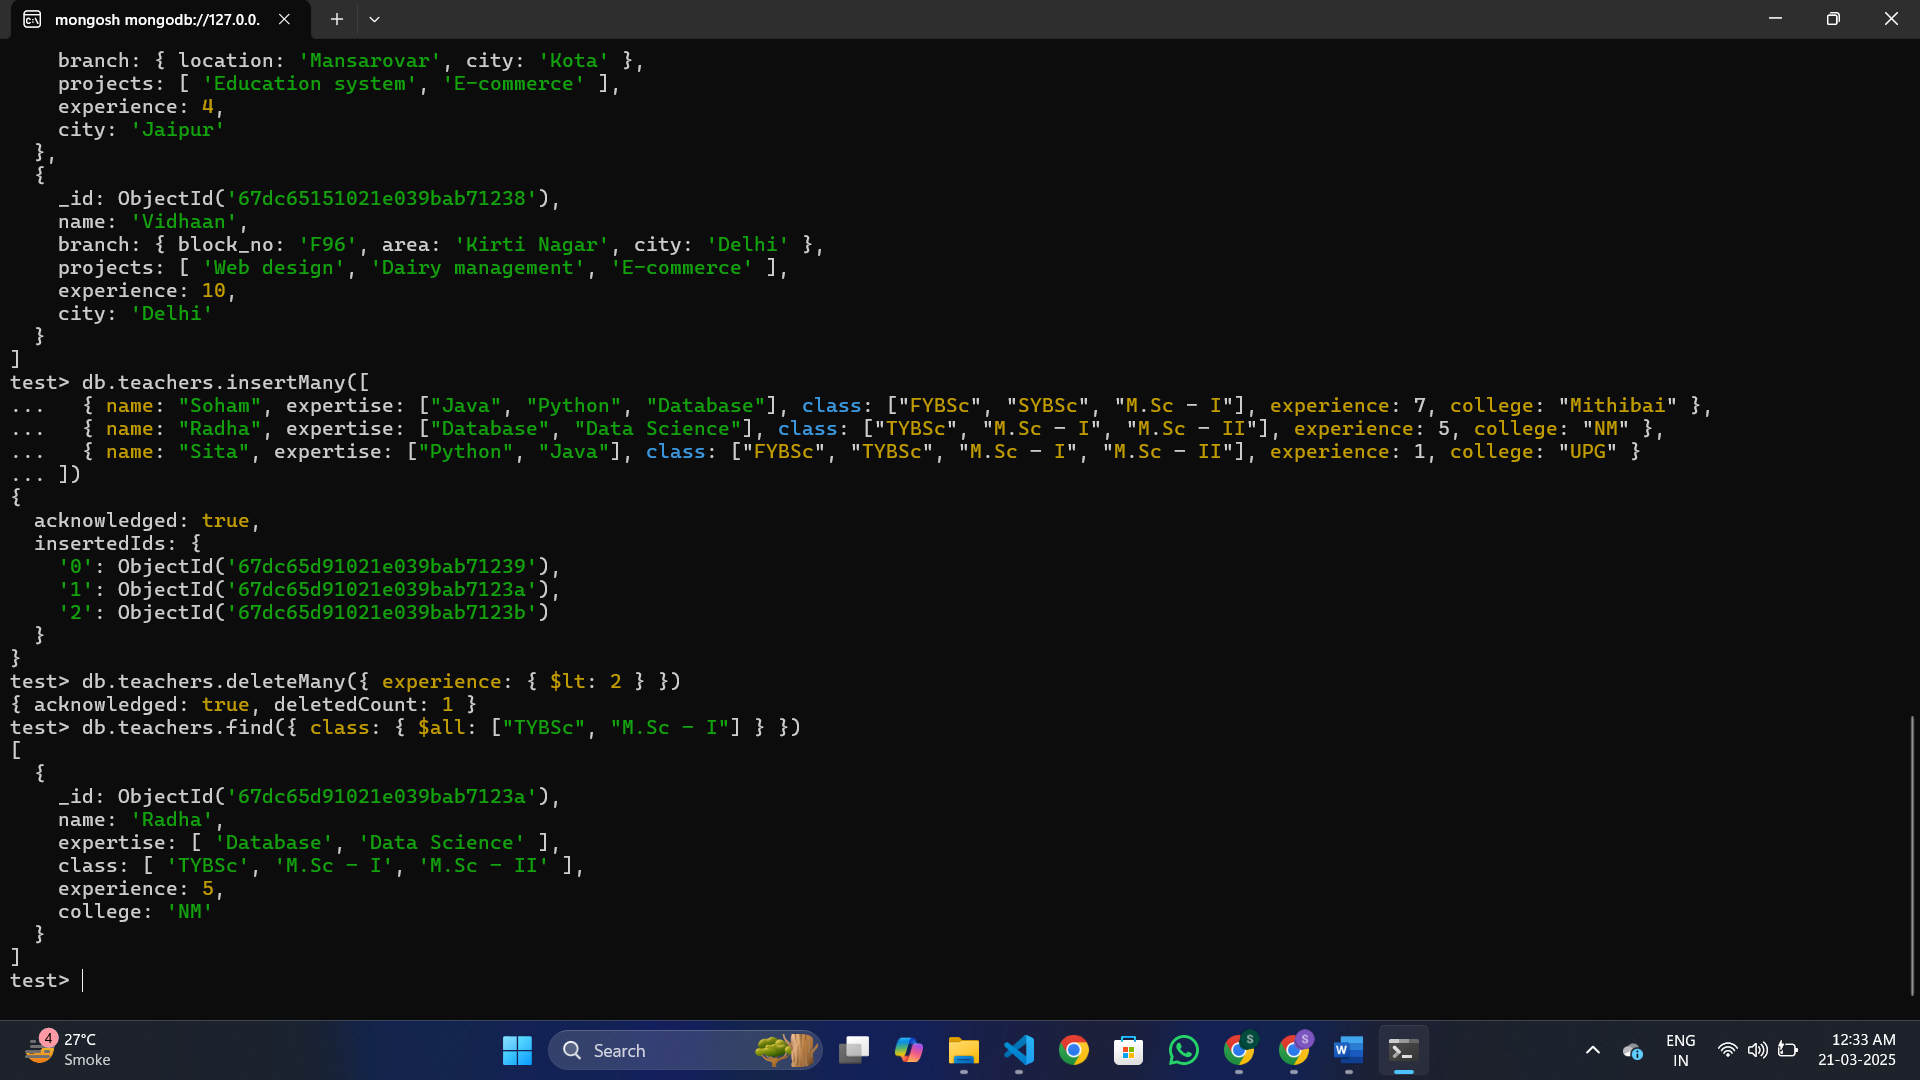 mongosh mongodb://127.0.0.
branch: { location: 'Mansarovar', city: 'Kota' },
projects: [ 'Education system', 'E-commerce' ],
experience: 4,
city: 'Jaipur'
},
{
_id: ObjectId('67dc65151021e039bab71238'),
name: 'Vidhaan',
branch: { block_no: 'F96', area: 'Kirti Nagar', city: 'Delhi' },
projects: [ 'Web design', 'Dairy management', 'E-commerce' ],
experience: 10,
city: 'Delhi'
}
]
test> db.teachers.insertMany([
...   { name: "Soham", expertise: ["Java", "Python", "Database"], class: ["FYBSc", "SYBSc", "M.Sc - I"], experience: 7, college: "Mithibai" },
...   { name: "Radha", expertise: ["Database", "Data Science"], class: ["TYBSc", "M.Sc - I", "M.Sc - II"], experience: 5, college: "NM" },
...   { name: "Sita", expertise: ["Python", "Java"], class: ["FYBSc", "TYBSc", "M.Sc - I", "M.Sc - II"], experience: 1, college: "UPG" }
... ])
{
acknowledged: true,
insertedIds: {
'0': ObjectId('67dc65d91021e039bab71239'),
'1': ObjectId('67dc65d91021e039bab7123a'),
'2': ObjectId('67dc65d91021e039bab7123b')
}
}
test> db.teachers.deleteMany({ experience: { $lt: 2 } })
{ acknowledged: true, deletedCount: 1 }
test> db.teachers.find({ class: { $all: ["TYBSc", "M.Sc - I"] } })
[
{
_id: ObjectId('67dc65d91021e039bab7123a'),
name: 'Radha',
expertise: [ 'Database', 'Data Science' ],
class: [ 'TYBSc', 'M.Sc - I', 'M.Sc - II' ],
experience: 5,
college: 'NM'
}
]
test>
4
27°C
Smoke
Search
S
S
W
ENG
IN
12:33 AM
21-03-2025